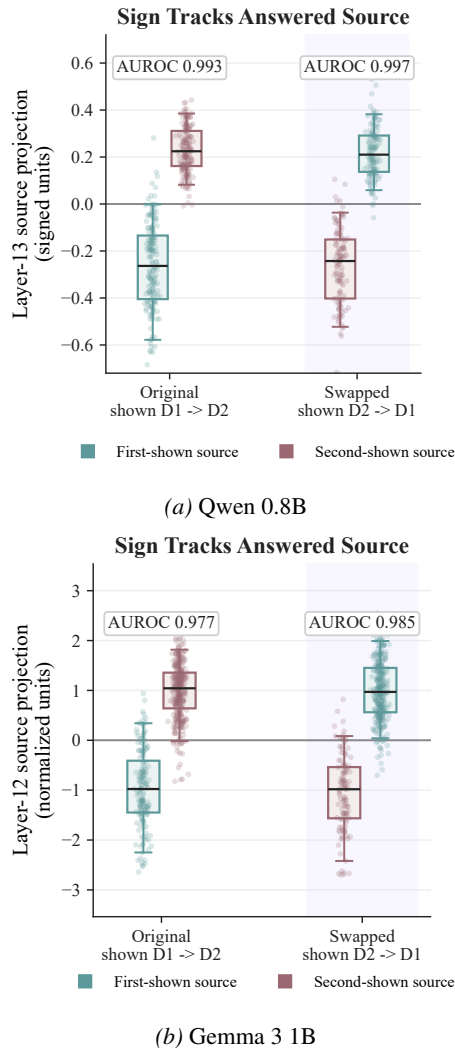 Sign Tracks Answered Source
AUROC 0.993
AUROC 0.997
0.6
0.4
0.2
0.0
−0.2
−0.4
−0.6
Layer-13 source projection
(signed units)
Original
shown D1 -> D2
Swapped
shown D2 -> D1
First-shown source
Second-shown source
(a) Qwen 0.8B
Sign Tracks Answered Source
AUROC 0.977
AUROC 0.985
3
2
1
0
−1
−2
−3
Layer-12 source projection
(normalized units)
Original
shown D1 -> D2
Swapped
shown D2 -> D1
First-shown source
Second-shown source
(b) Gemma 3 1B